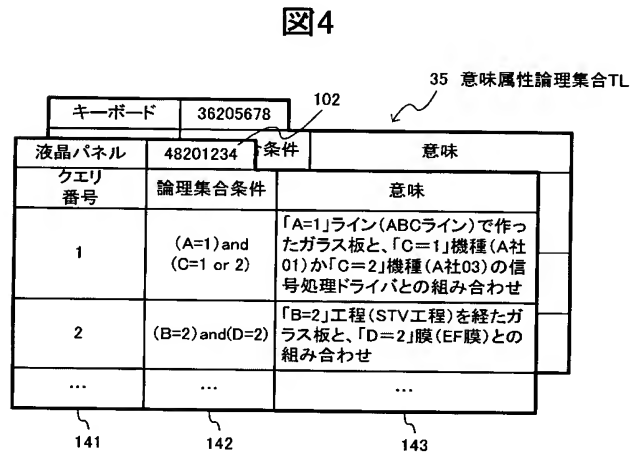 図4
35 意味属性論理集合TL
102
キーボード 36205678
条件 意味
液晶パネル 48201234
クエリ番号 論理集合条件 意味
1
(A=1)and
(C=1 or 2)
「A=1」ライン(ABCライン)で作っ
たガラス板と、「C=1」機種(A社
01)か「C=2」機種(A社03)の信
号処理ドライバとの組み合わせ
2
(B=2)and(D=2)
「B=2」工程(STV工程)を経たガ
ラス板と、「D=2」膜(EF膜)との
組み合わせ
… … …
141 142 143